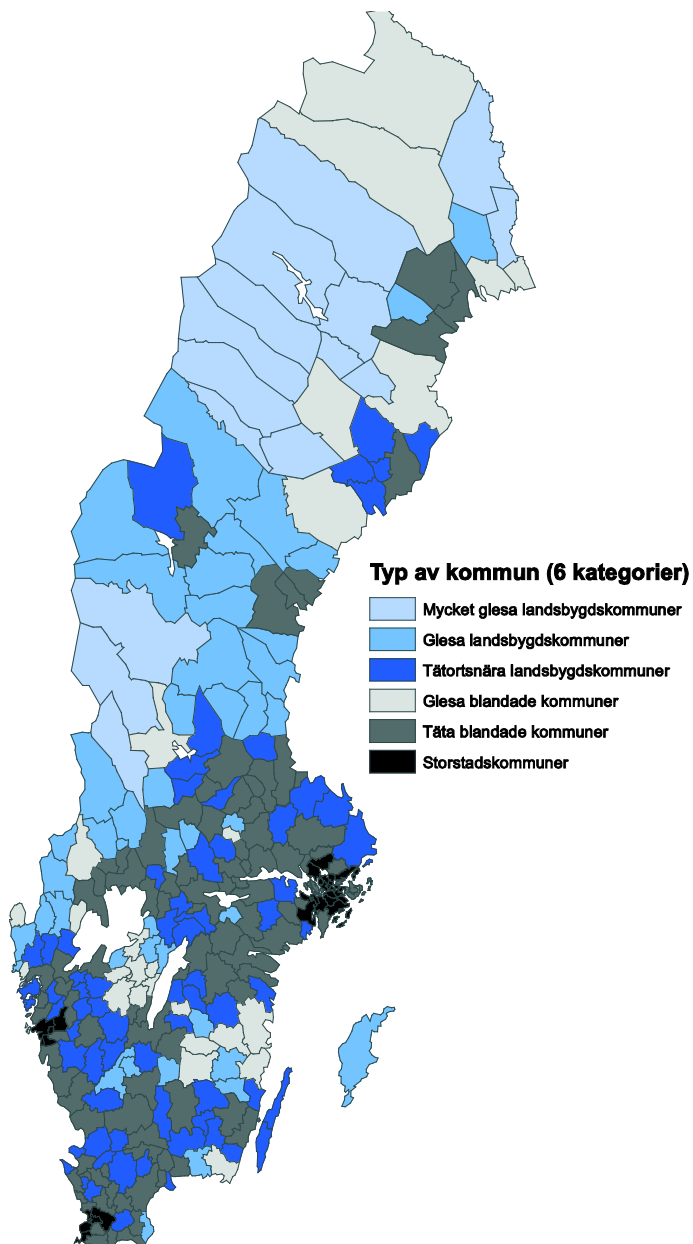 Typ av kommun (6 kategorier)
Mycket glesa landsbygdskommuner
Glesa landsbygdskommuner
Tätortsnära landsbygdskommuner
Glesa blandade kommuner
Täta blandade kommuner
Storstadskommuner